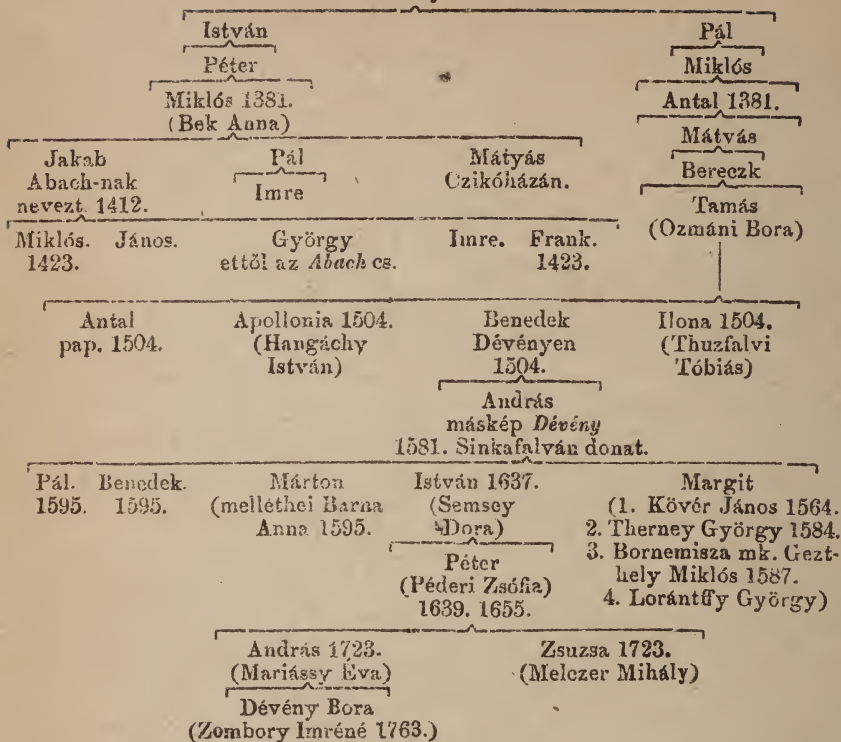 István Pál
Péter Miklós
Miklós 1381. Antal 1381.
(Bek Anna) Mátyás
Jakab Pál Mátyás Bereczk
Abach-nak Imre Czikóházán. Tamás
nevezt. 1412. (Ozmáni Bora)
Miklós. János. György Imre. Frank.
1423. ettől az Abach cs. 1423.
Antal Apollonia 1504. Benedek Ilona 1504.
pap. 1504. (Hangáchy Dévényen (Thuzfalvi
István) 1504. Tóbiás)
András
máskép Dévény
1581. Sinkafalván donat.
Pál. Benedek. Márton István 1637. Margit
1595. 1595. (melléthei Barna (Semsey (1. Kövér János 1564.
Anna 1595. Dora) 2. Therney György 1584.
Péter 3. Bornemisza mk. Gezt-
(Péderi Zsófia) hely Miklós 1587.
1639. 1655. 4. Lorántffy György)
András 1723. Zsuzsa 1723.
(Mariássy Éva) (Melczer Mihály)
Dévény Bora
(Zombory Imréné 1763.)